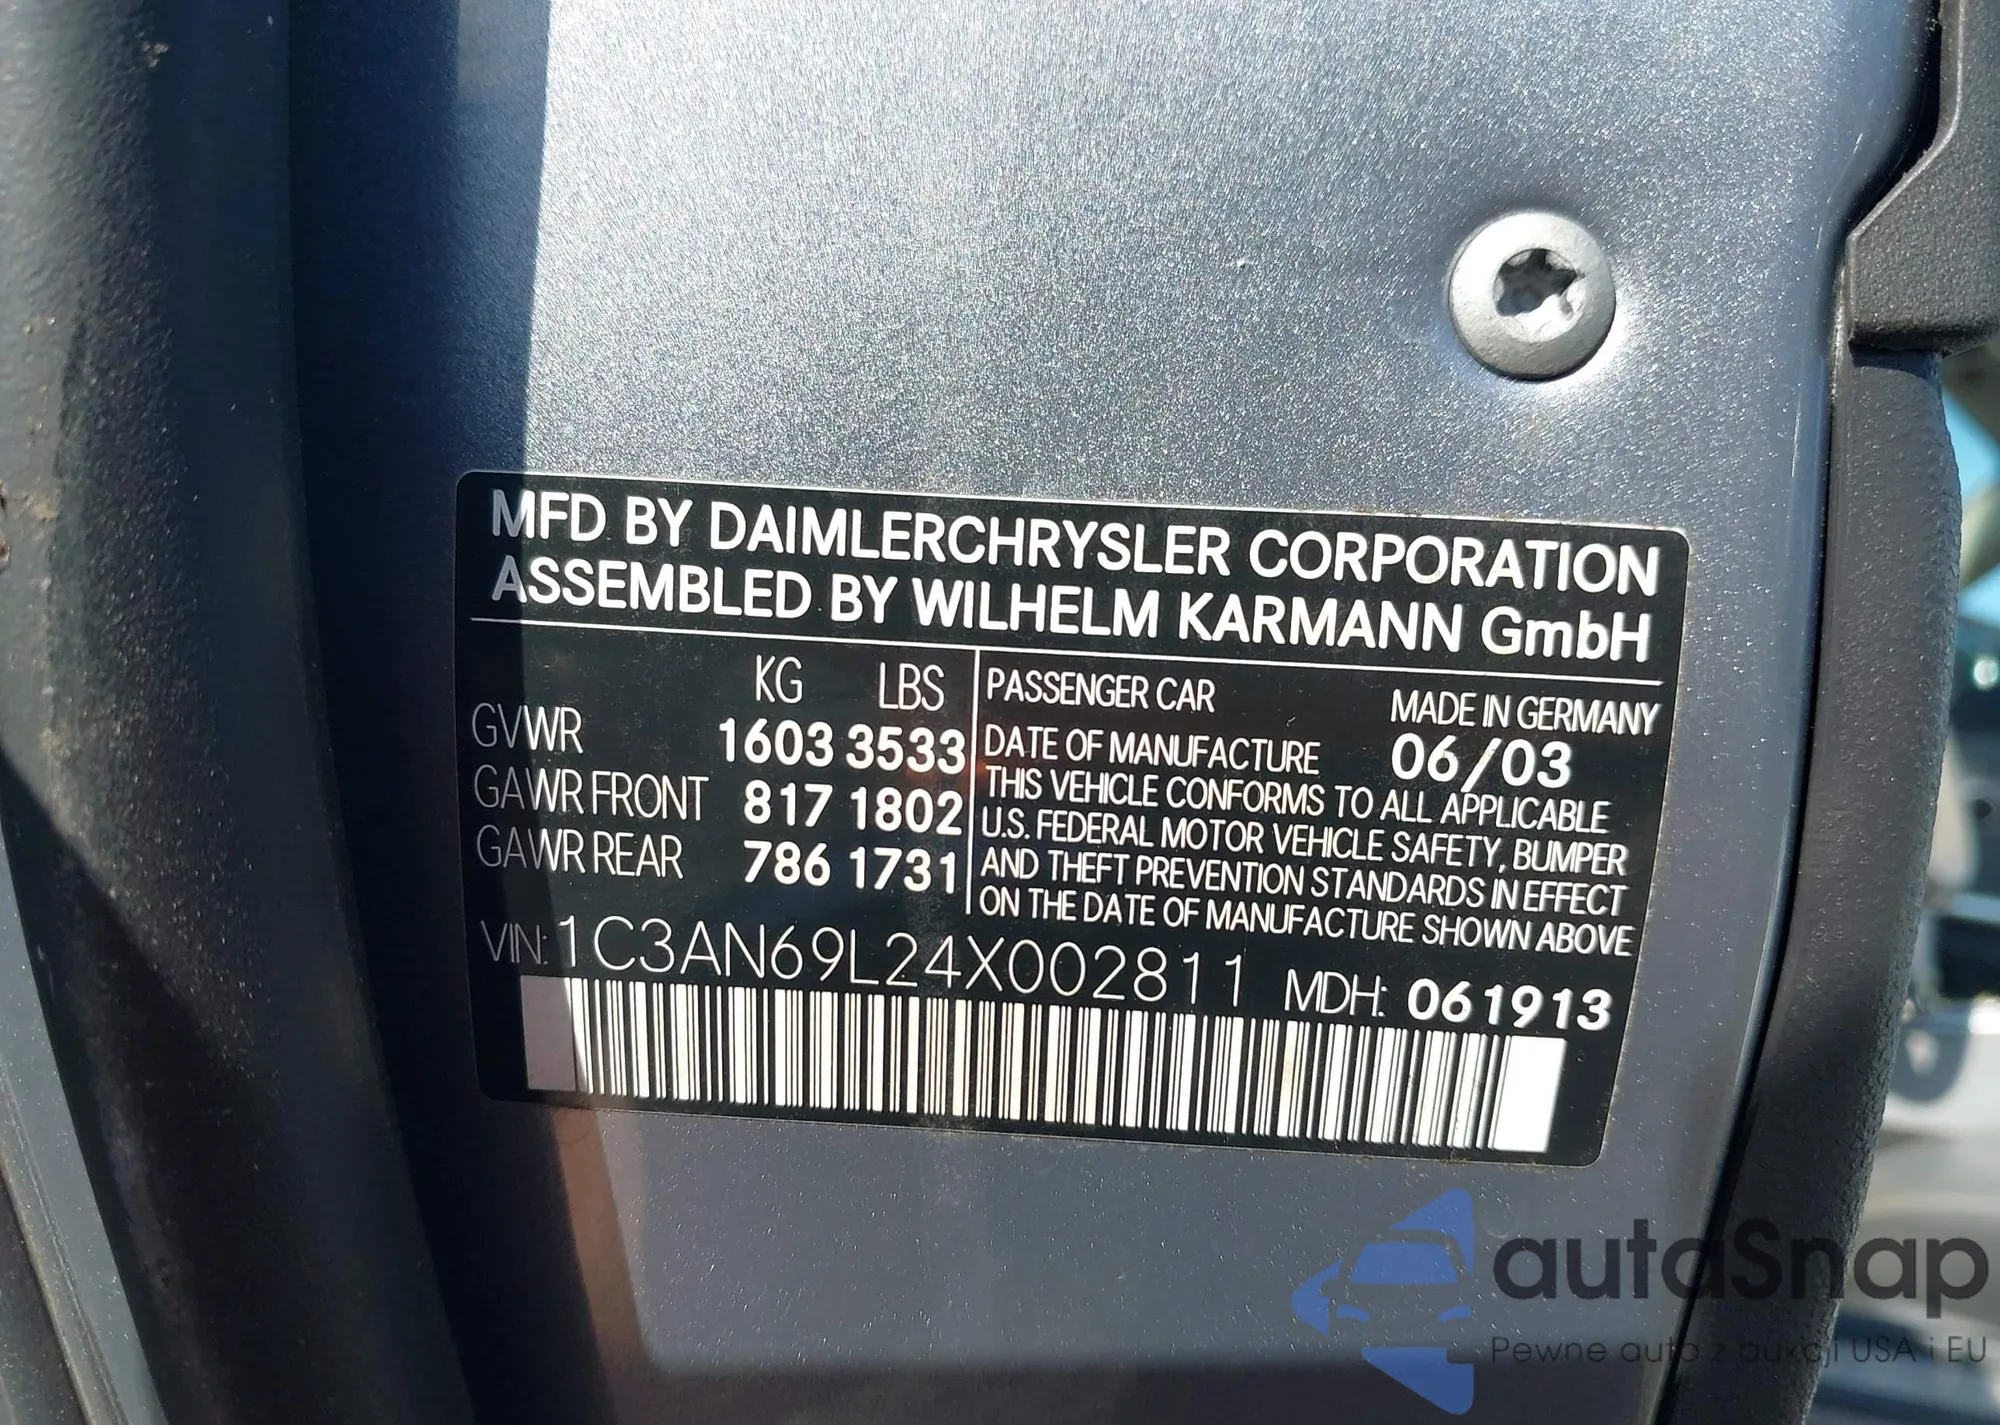 MFD BY DAIMLERCHRYSLER CORPORATION
ASSEMBLED BY WILHELM KARMANN GmbH
KG LBS
GVWR 1603 3533
GAWR FRONT 817 1802
GAWR REAR 786 1731
PASSENGER CAR MADE IN GERMANY
DATE OF MANUFACTURE 06/03
THIS VEHICLE CONFORMS TO ALL APPLICABLE
U.S. FEDERAL MOTOR VEHICLE SAFETY, BUMPER
AND THEFT PREVENTION STANDARDS IN EFFECT
ON THE DATE OF MANUFACTURE SHOWN ABOVE
VIN: 1C3AN69L24X002811 MDH: 061913
autaSnap
Pewne auta z aukcji USA i EU